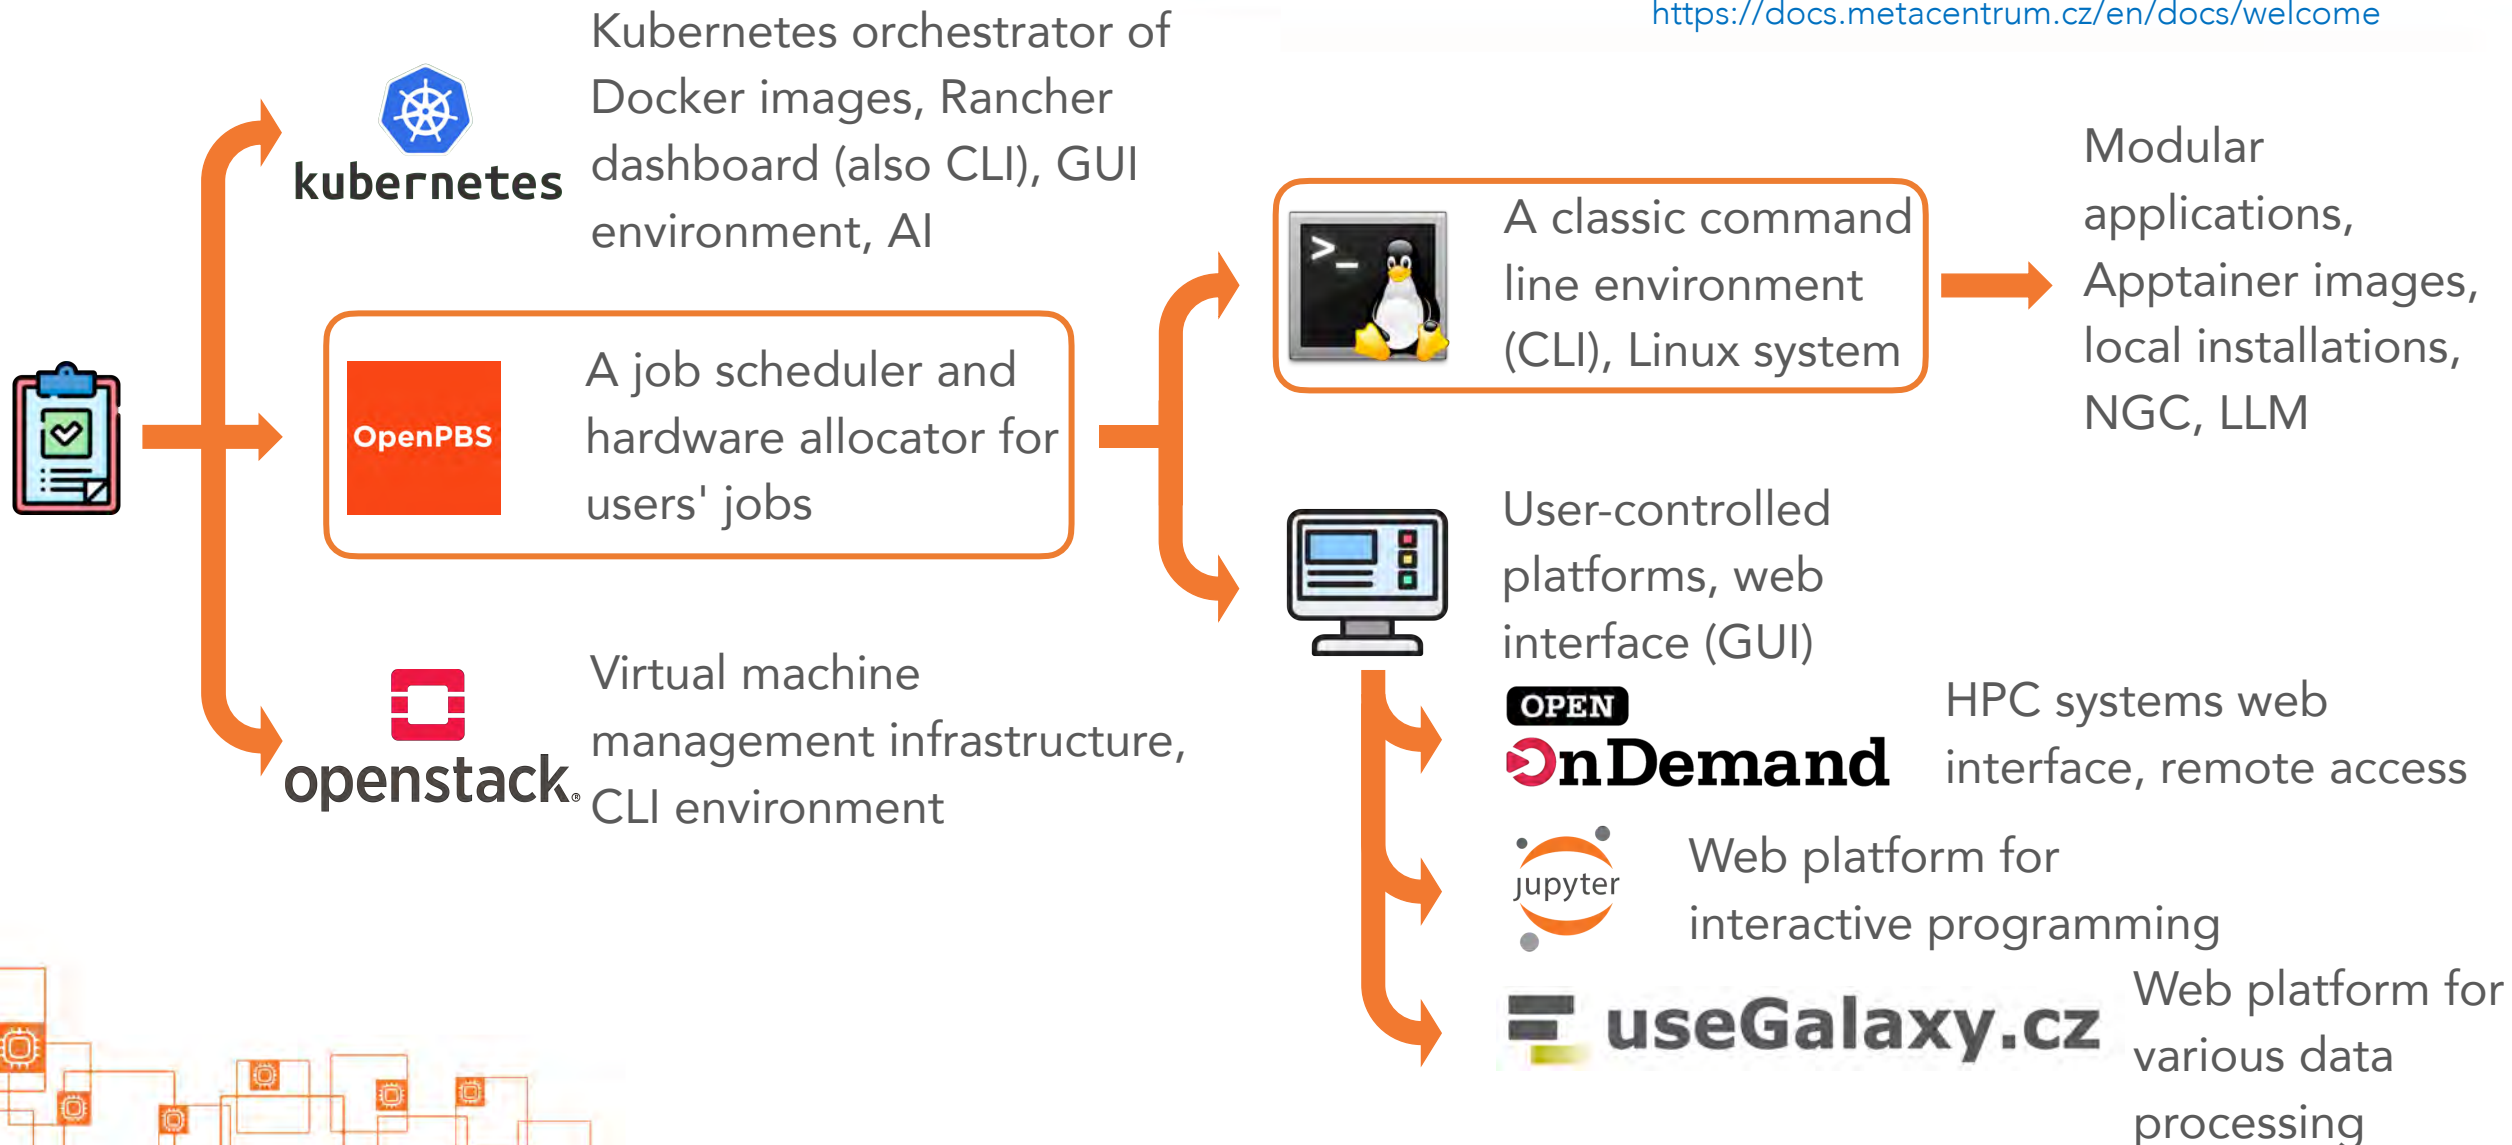 https://docs.metacentrum.cz/en/docs/welcome
kubernetes
Kubernetes orchestrator of
Docker images, Rancher
dashboard (also CLI), GUI
environment, AI
OpenPBS
A job scheduler and
hardware allocator for
users' jobs
openstack.
Virtual machine
management infrastructure,
CLI environment
>_
A classic command
line environment
(CLI), Linux system
Modular
applications,
Apptainer images,
local installations,
NGC, LLM
User-controlled
platforms, web
interface (GUI)
OPEN
OnDemand
HPC systems web
interface, remote access
jupyter
Web platform for
interactive programming
useGalaxy.cz
Web platform for
various data
processing